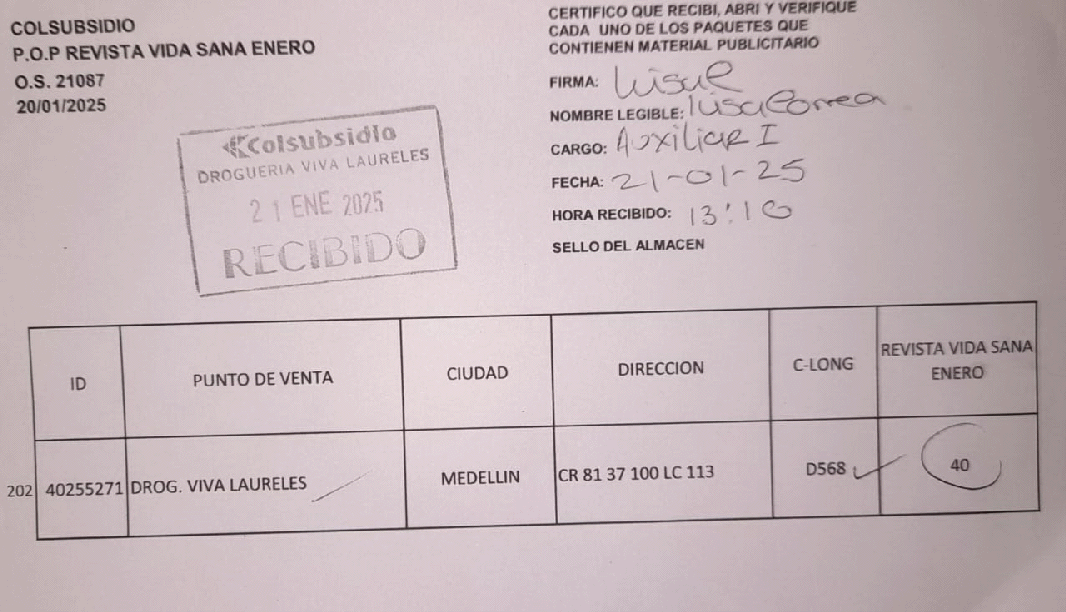 COLSUBSIDIO
P.O.P REVISTA VIDA SANA ENERO
O.S. 21087
20/01/2025
Colsubsidio
DROGUERIA VIVA LAURELES
21 ENE 2025
RECIBIDO
CERTIFICO QUE RECIBI, ABRI Y VERIFIQUE
CADA UNO DE LOS PAQUETES QUE
CONTIENEN MATERIAL PUBLICITARIO
FIRMA:
NOMBRE LEGIBLE: luisa Correa
CARGO: Auxiliar I
FECHA: 21-01-25
HORA RECIBIDO: 13:10
SELLO DEL ALMACEN
ID PUNTO DE VENTA CIUDAD DIRECCION C-LONG REVISTA VIDA SANA
ENERO
202 40255271 DROG. VIVA LAURELES MEDELLIN CR 81 37 100 LC 113 D568 40